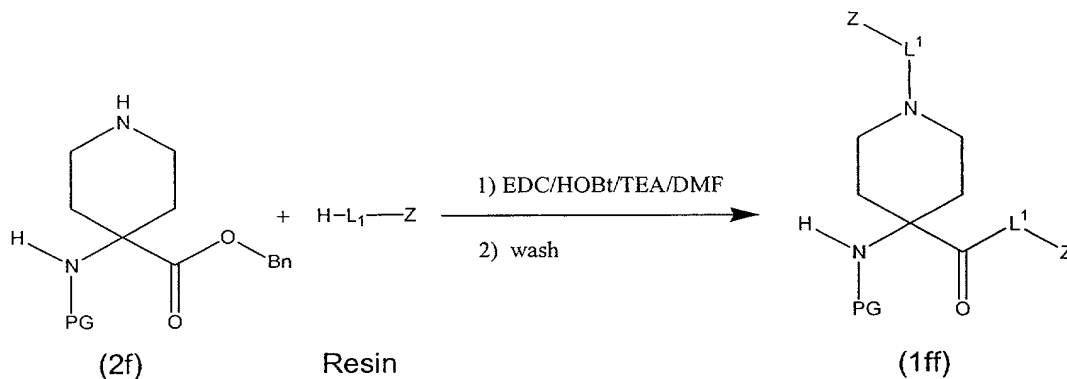 H
N
H
N
PG
O
O
Bn
+ H-L₁-Z
1) EDC/HOBt/TEA/DMF
2) wash
Z
L¹
N
H
N
PG
O
L¹
Z
(2f) Resin (1ff)